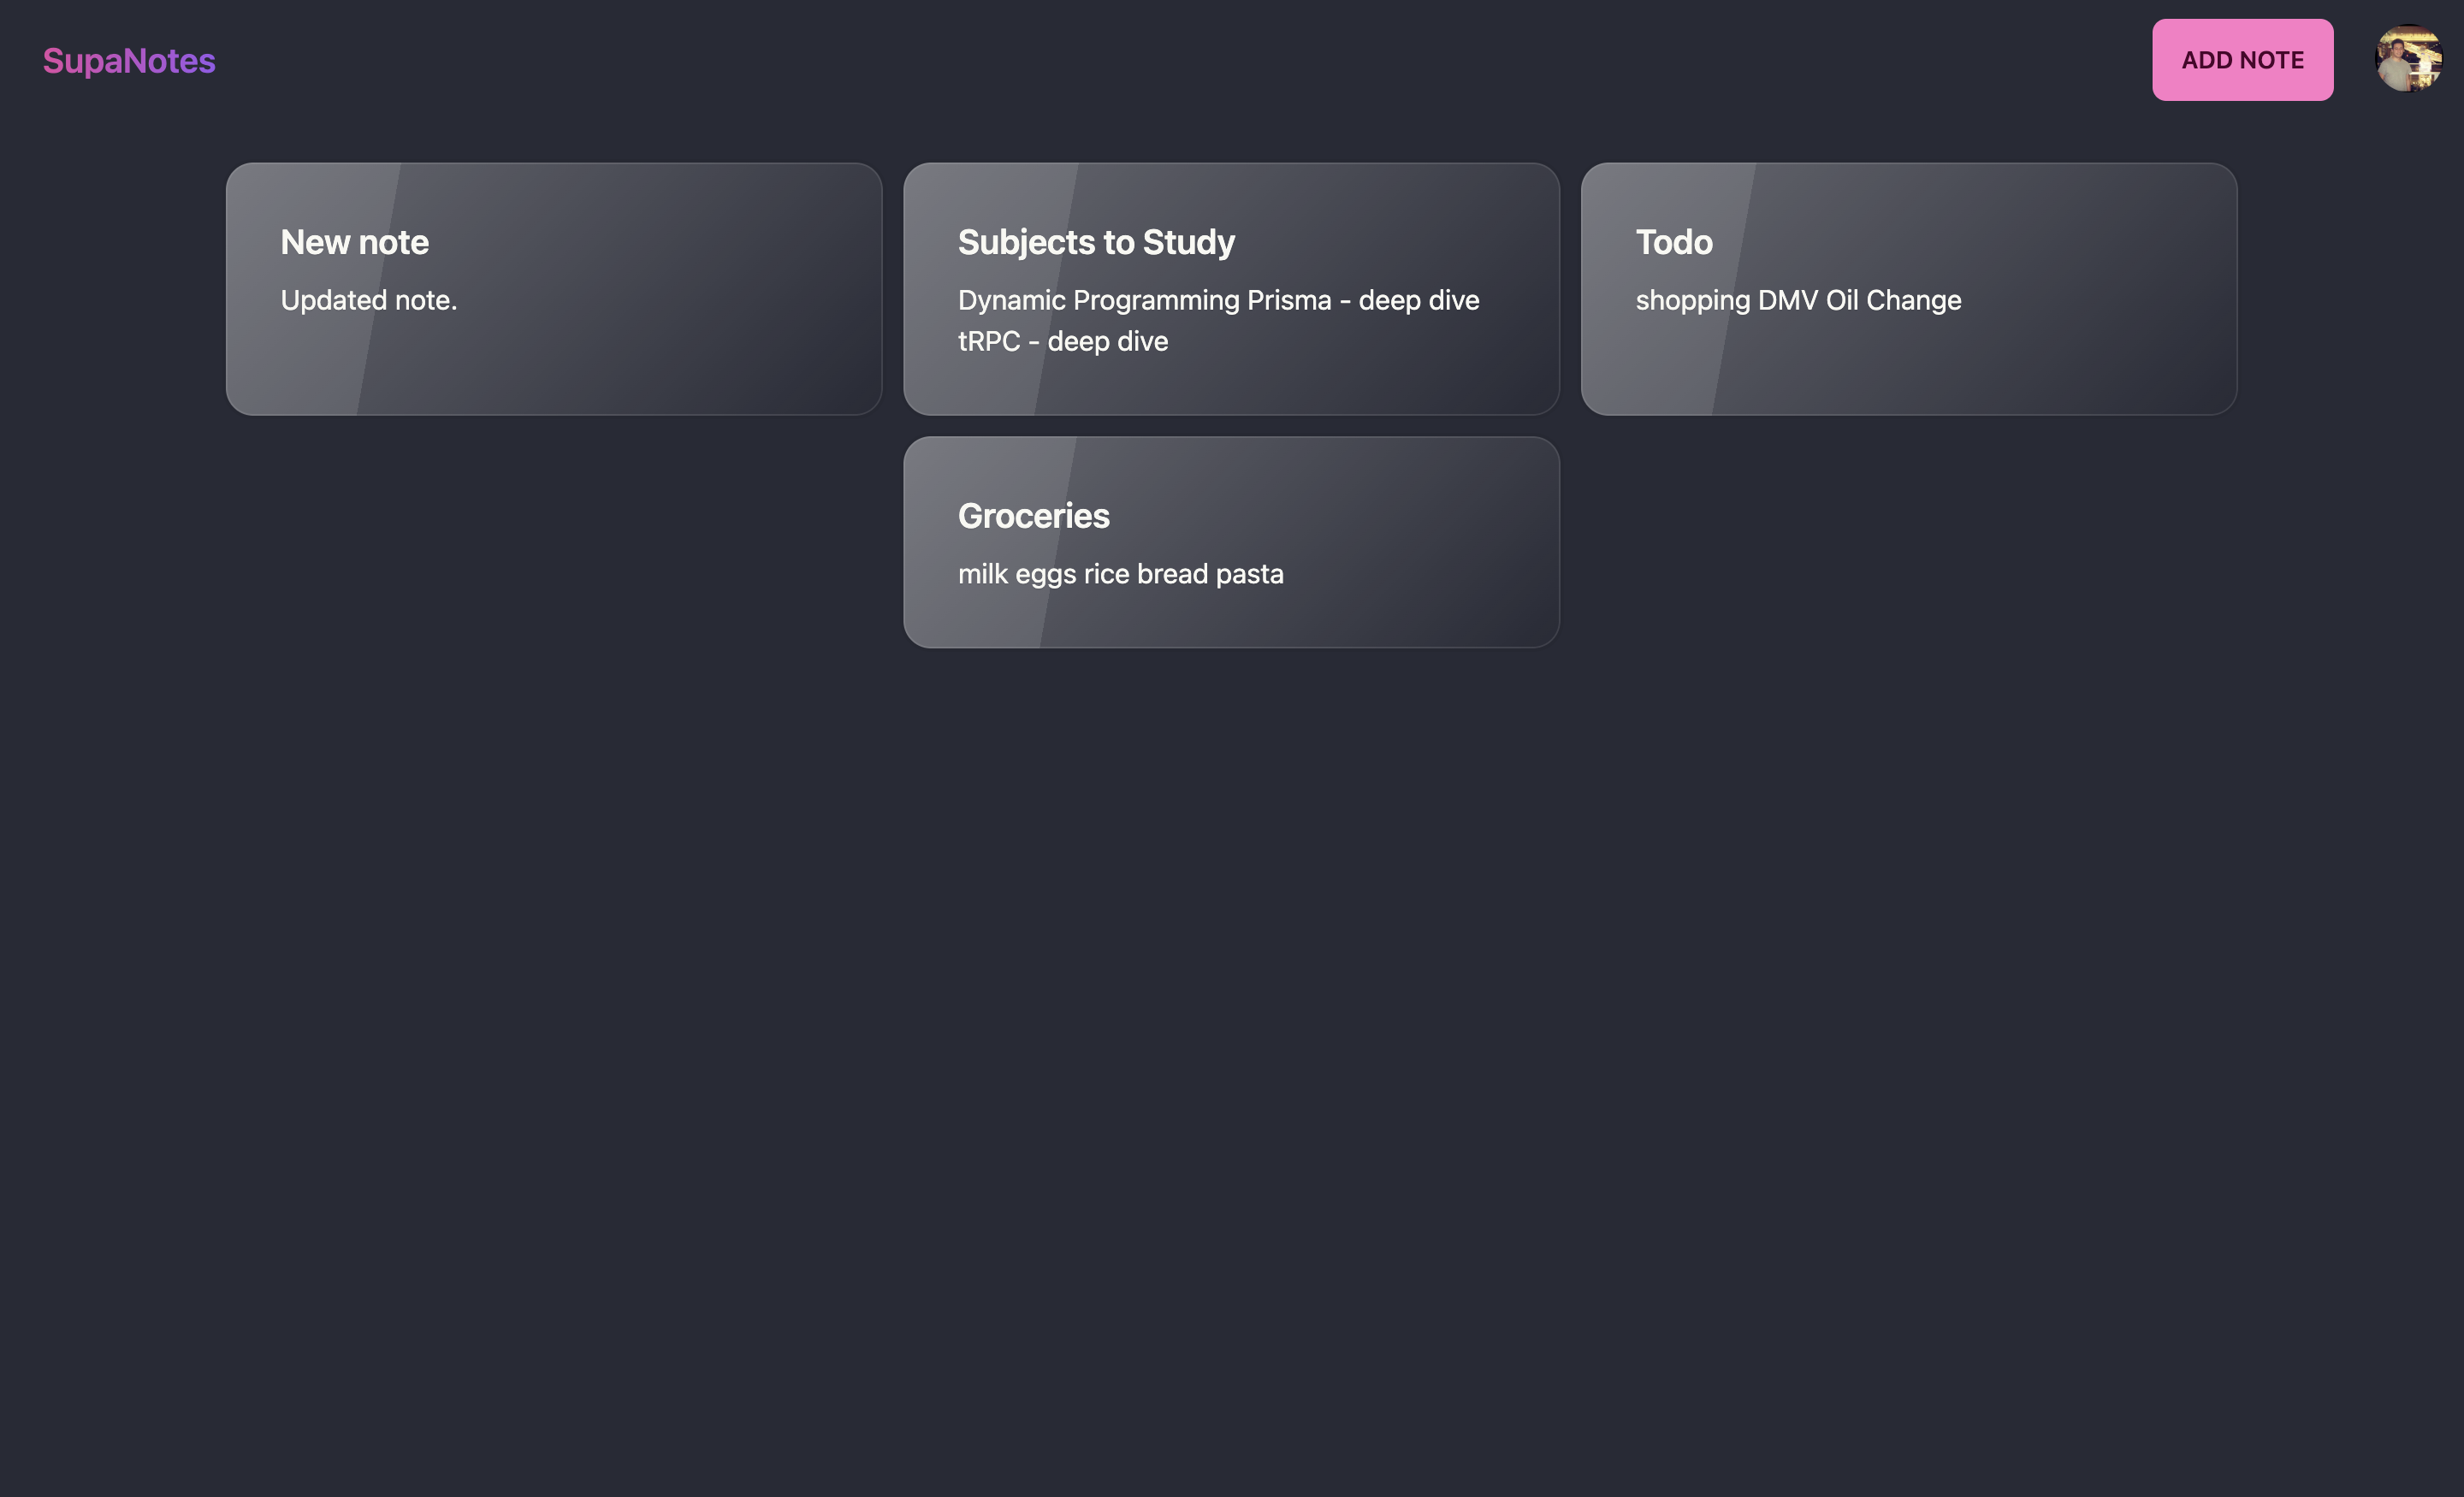 SupaNotes
ADD NOTE
New note
Updated note.
Subjects to Study
Dynamic Programming Prisma - deep dive
tRPC - deep dive
Todo
shopping DMV Oil Change
Groceries
milk eggs rice bread pasta